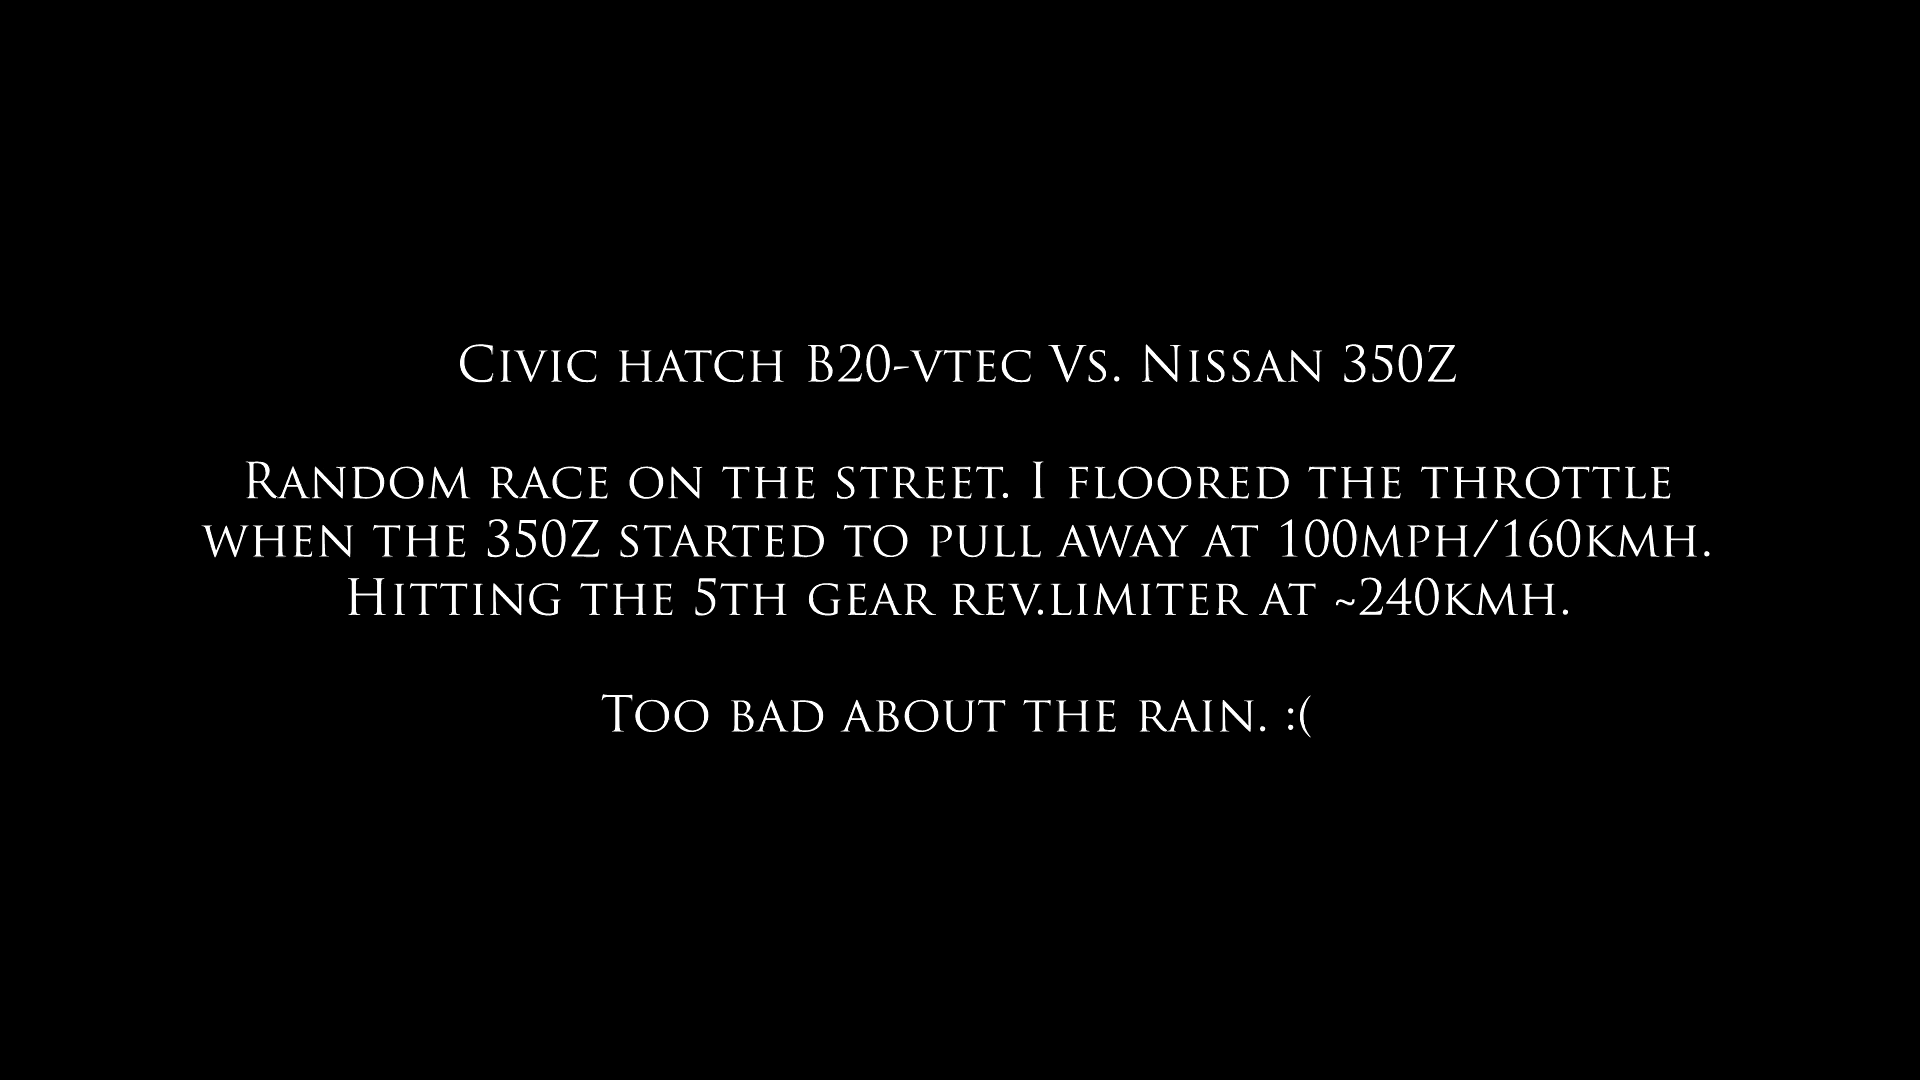 Civic hatch B20-vtec Vs. Nissan 350Z
Random race on the street. I floored the throttle
when the 350Z started to pull away at 100mph/160kmh.
Hitting the 5th gear rev.limiter at ~240kmh.
Too bad about the rain. :(